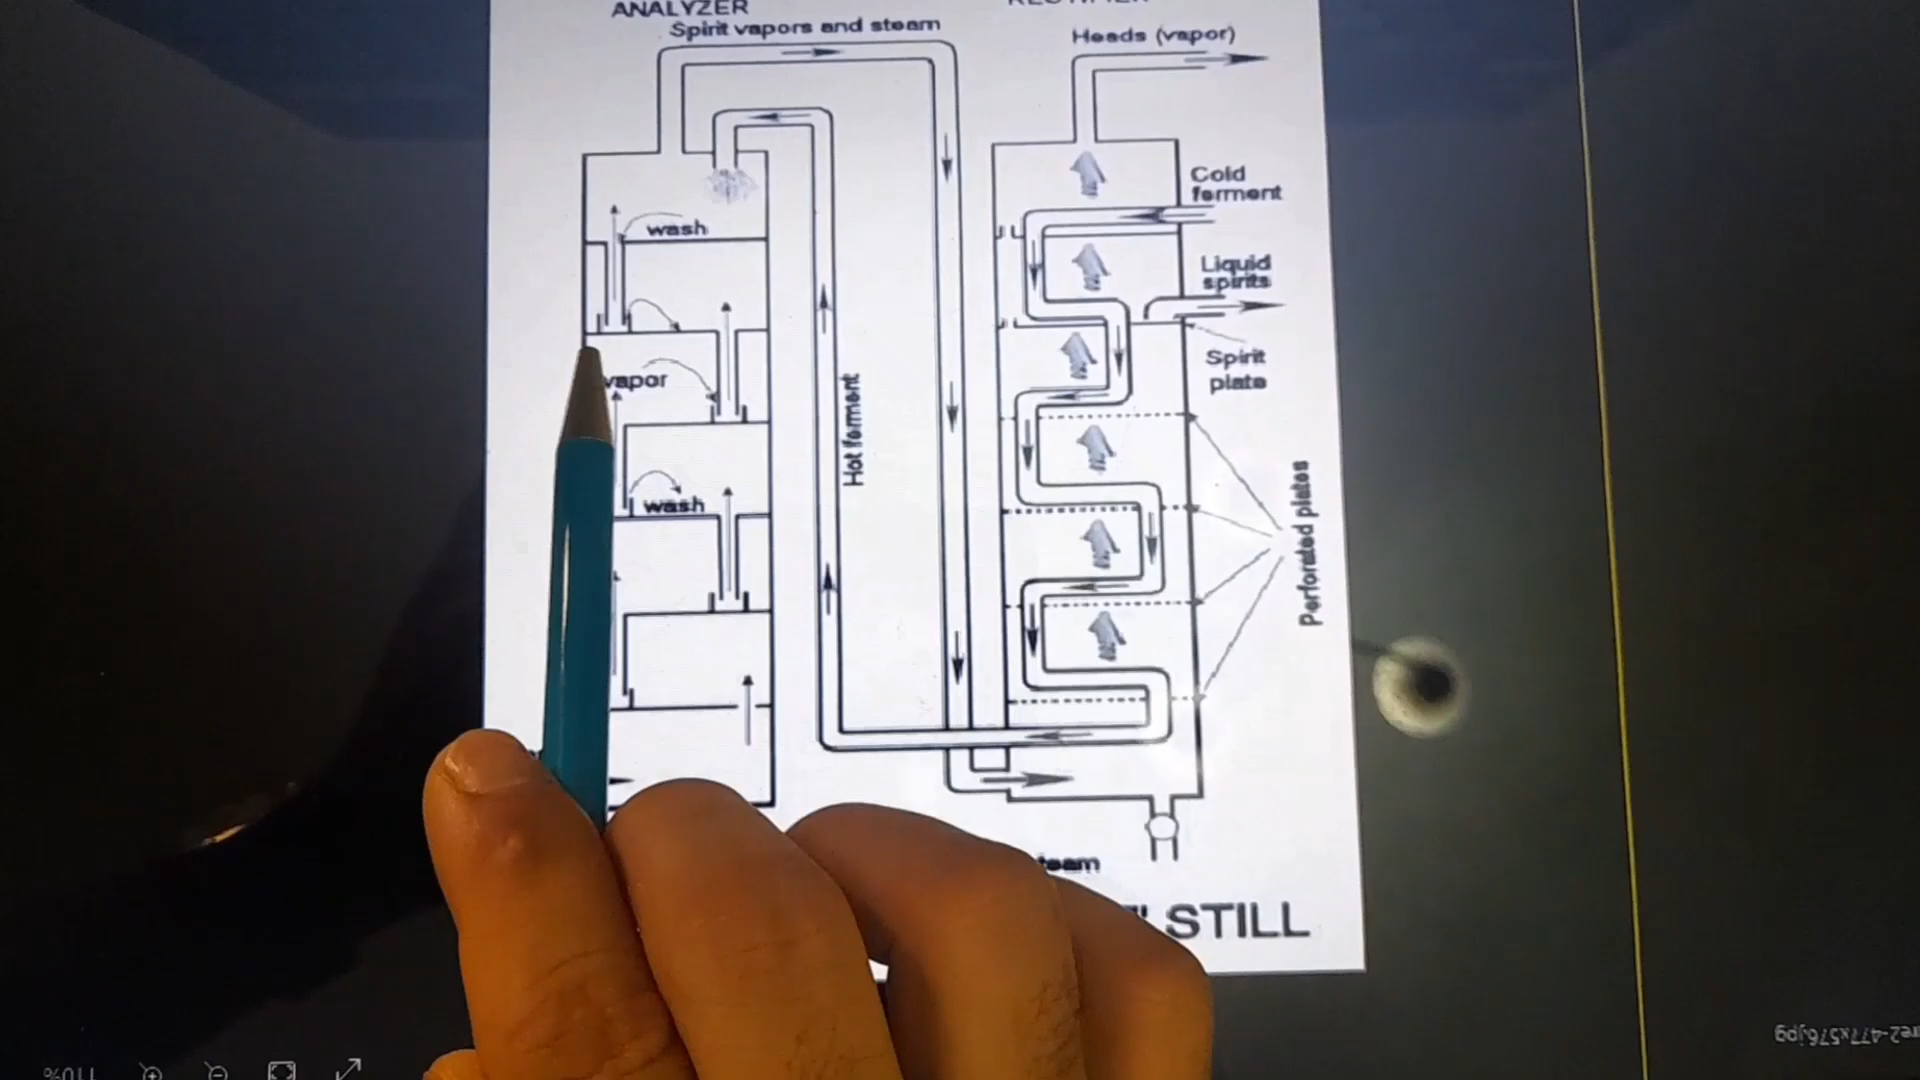 ANALYZER
Spirit vapors and steam
Heads (vapor)
Cold
ferment
wash
Liquid
spirits
Spirit
plate
vapor
Hot ferment
wash
Perforated plates
STILL
110%